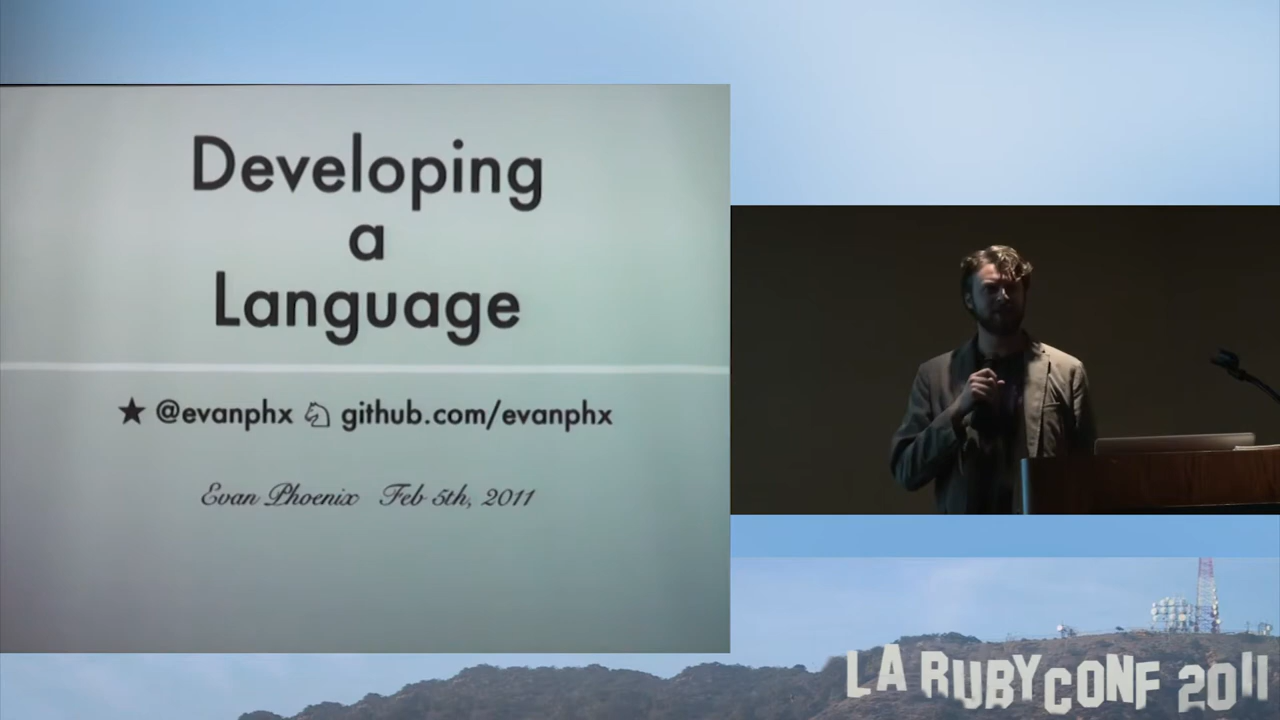 Developing
a
Language
★ @evanphx ♘ github.com/evanphx
Evan Phoenix Feb 5th, 2011
LA RUBYCONF 2011